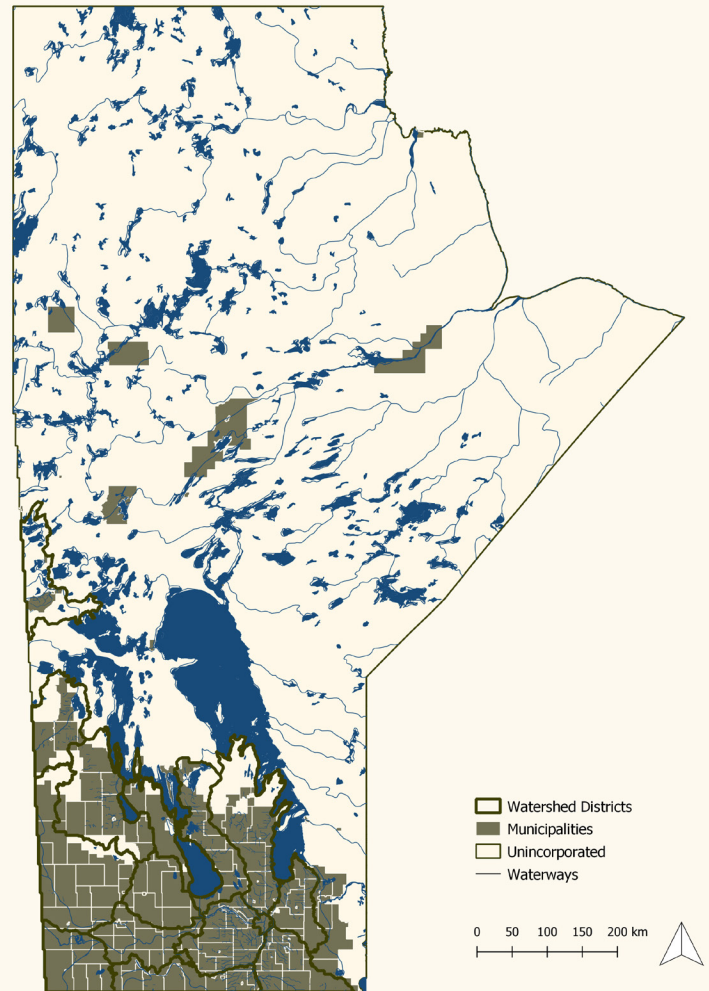 Watershed Districts
Municipalities
Unincorporated
Waterways
0 50 100 150 200 km